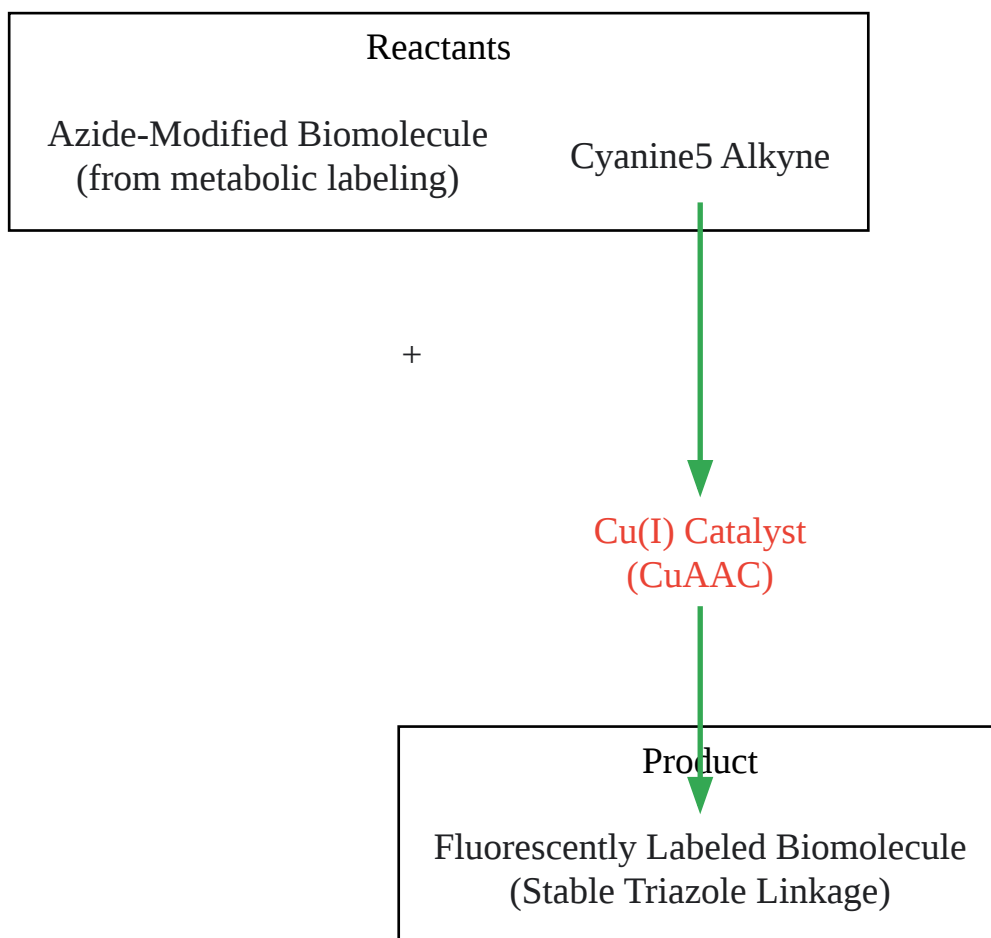 Reactants
Azide-Modified Biomolecule
(from metabolic labeling)
Cyanine5 Alkyne
+
Cu(I) Catalyst
(CuAAC)
Product
Fluorescently Labeled Biomolecule
(Stable Triazole Linkage)